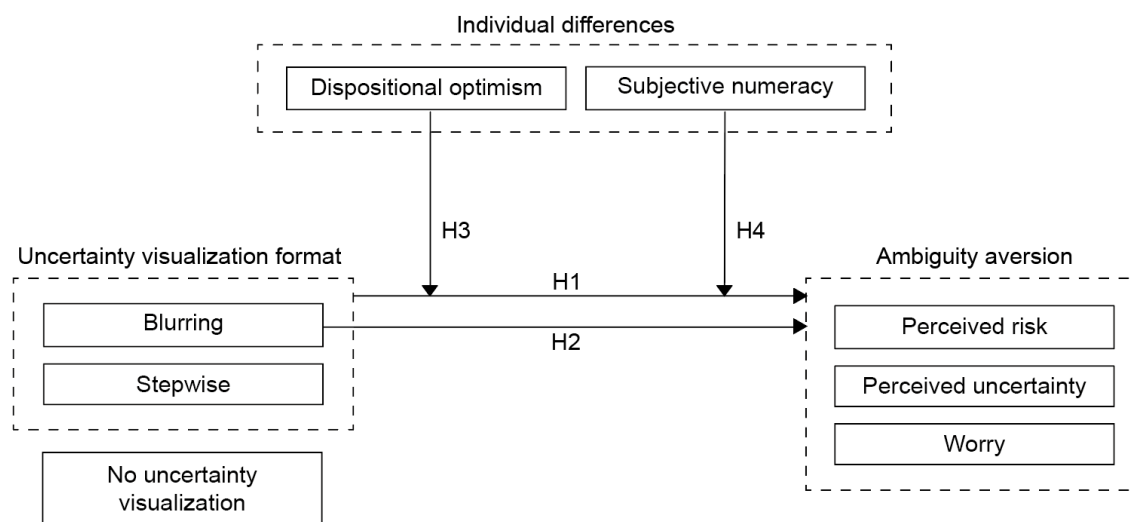 Individual differences
Dispositional optimism
Subjective numeracy
H3
H4
Uncertainty visualization format
Ambiguity aversion
H1
Blurring
H2
Perceived risk
Stepwise
Perceived uncertainty
Worry
No uncertainty
visualization